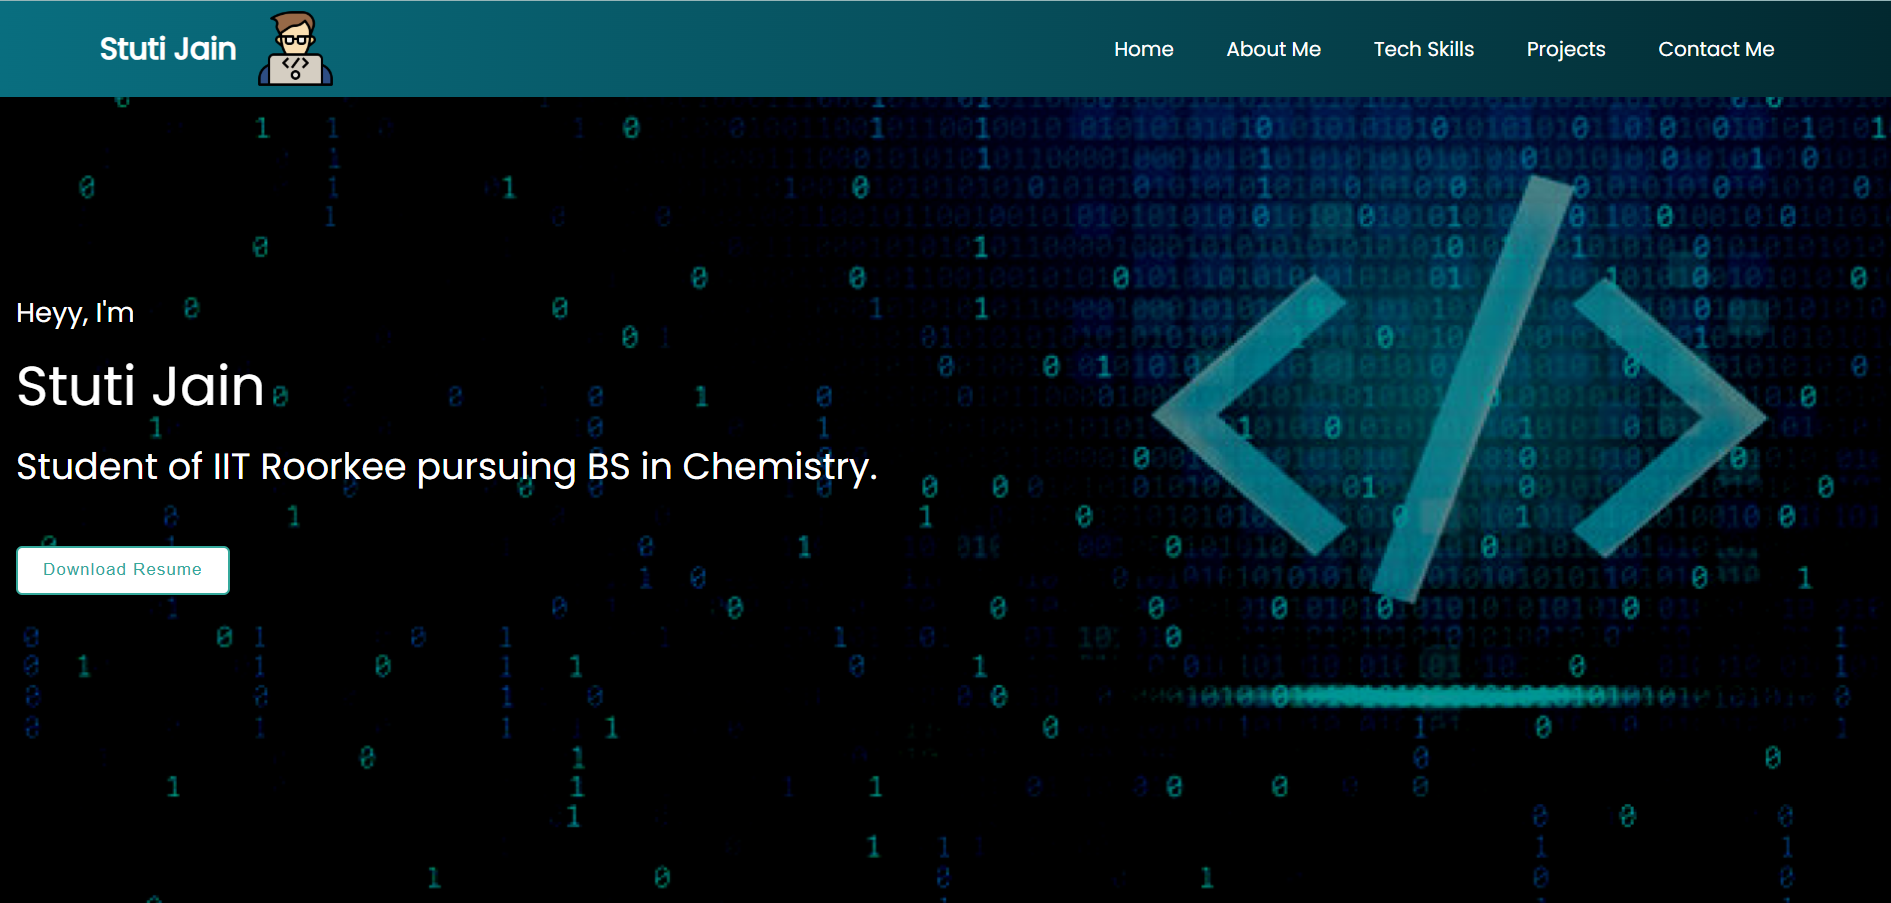 Stuti Jain
Home About Me Tech Skills Projects Contact Me
Heyy, I'm
Stuti Jain
Student of IIT Roorkee pursuing BS in Chemistry.
Download Resume